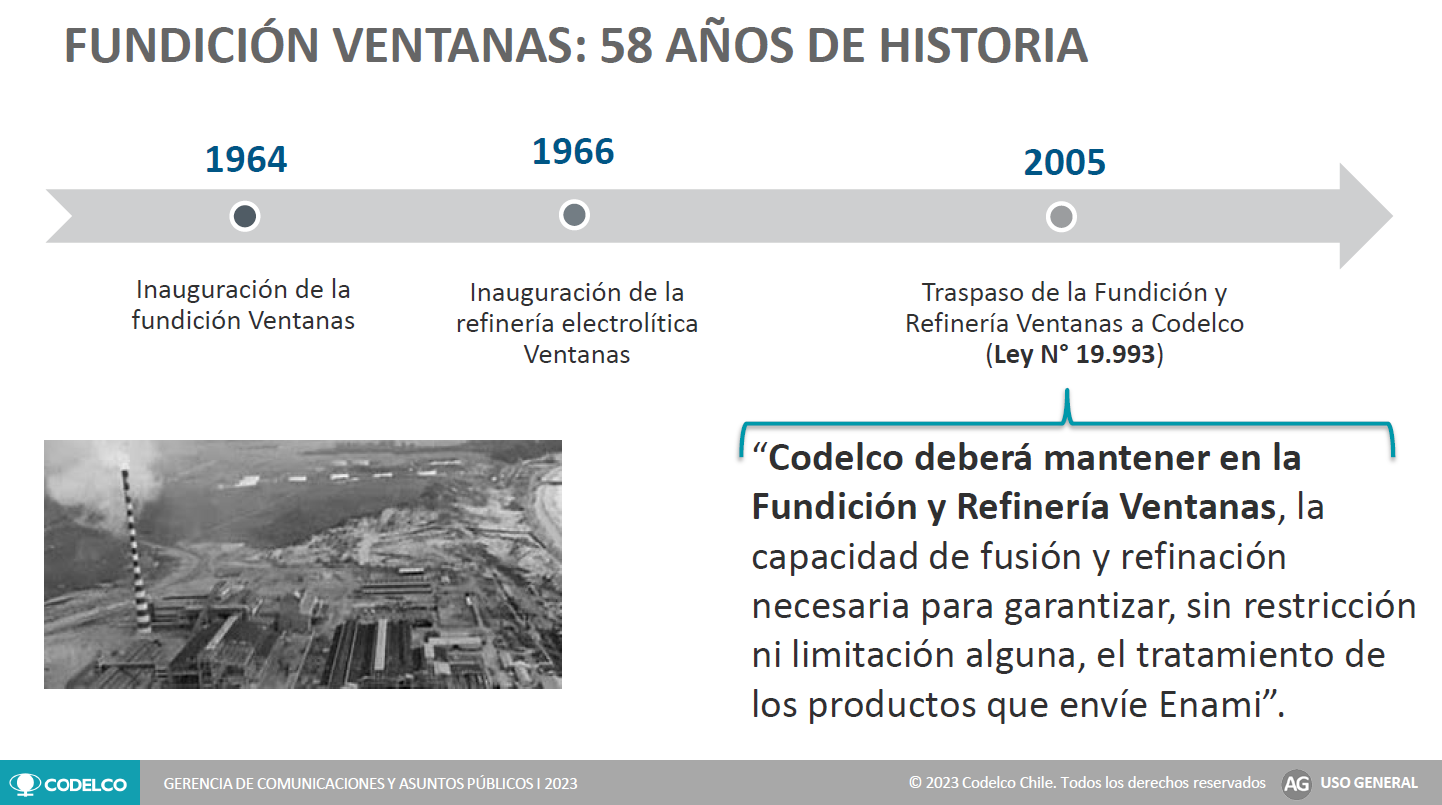 FUNDICIÓN VENTANAS: 58 AÑOS DE HISTORIA
1964
1966
2005
Inauguración de la
fundición Ventanas
Inauguración de la
refinería electrolítica
Ventanas
Traspaso de la Fundición y
Refinería Ventanas a Codelco
(Ley N° 19.993)
“Codelco deberá mantener en la
Fundición y Refinería Ventanas, la
capacidad de fusión y refinación
necesaria para garantizar, sin restricción
ni limitación alguna, el tratamiento de
los productos que envíe Enami”.
CODELCO
GERENCIA DE COMUNICACIONES Y ASUNTOS PÚBLICOS I 2023
© 2023 Codelco Chile. Todos los derechos reservados
AG
USO GENERAL